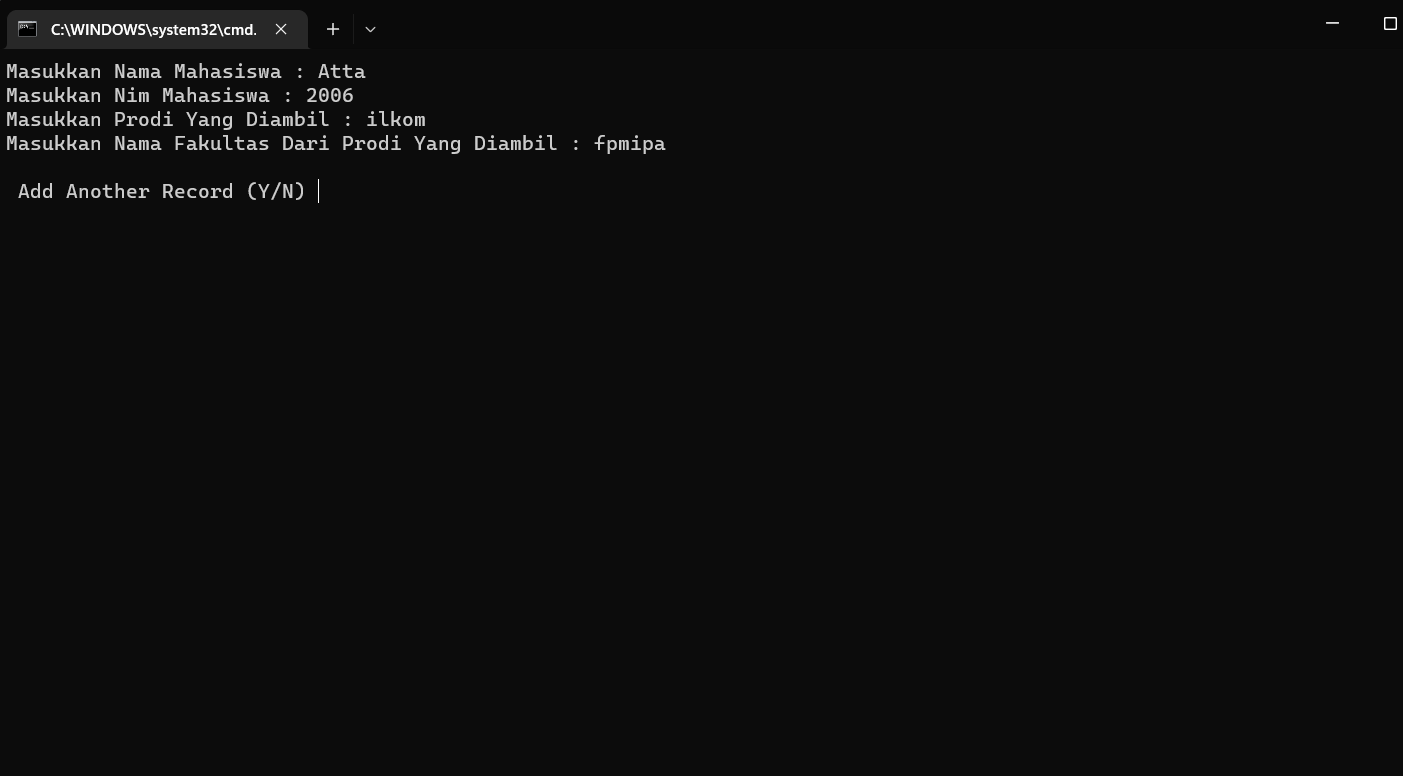 C:\WINDOWS\system32\cmd.
Masukkan Nama Mahasiswa : Atta
Masukkan Nim Mahasiswa : 2006
Masukkan Prodi Yang Diambil : ilkom
Masukkan Nama Fakultas Dari Prodi Yang Diambil : fpmipa
Add Another Record (Y/N)